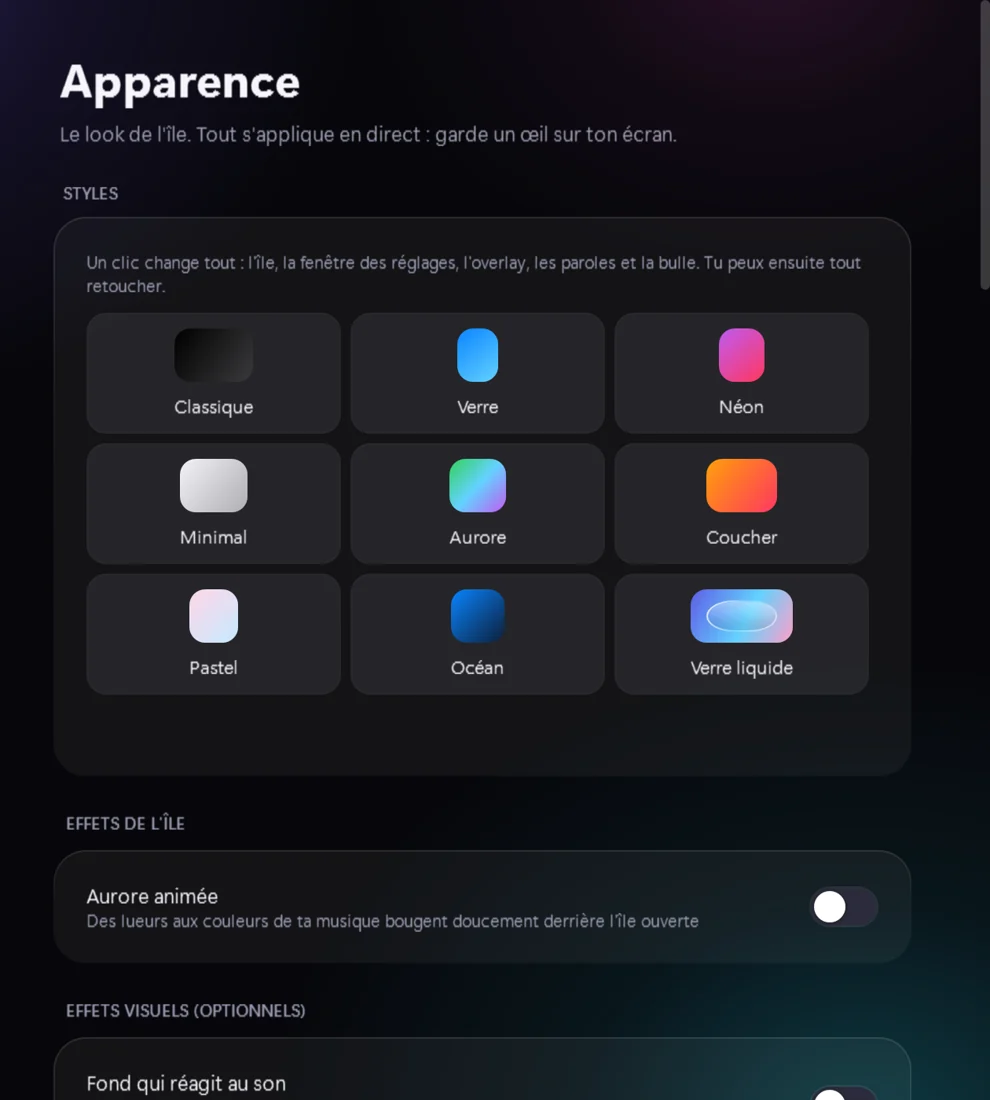 Apparence
Le look de l'île. Tout s'applique en direct : garde un œil sur ton écran.
STYLES
Un clic change tout : l'île, la fenêtre des réglages, l'overlay, les paroles et la bulle. Tu peux ensuite tout
retoucher.
Classique
Verre
Néon
Minimal
Aurore
Coucher
Pastel
Océan
Verre liquide
EFFETS DE L'ÎLE
Aurore animée
Des lueurs aux couleurs de ta musique bougent doucement derrière l'île ouverte
EFFETS VISUELS (OPTIONNELS)
Fond qui réagit au son